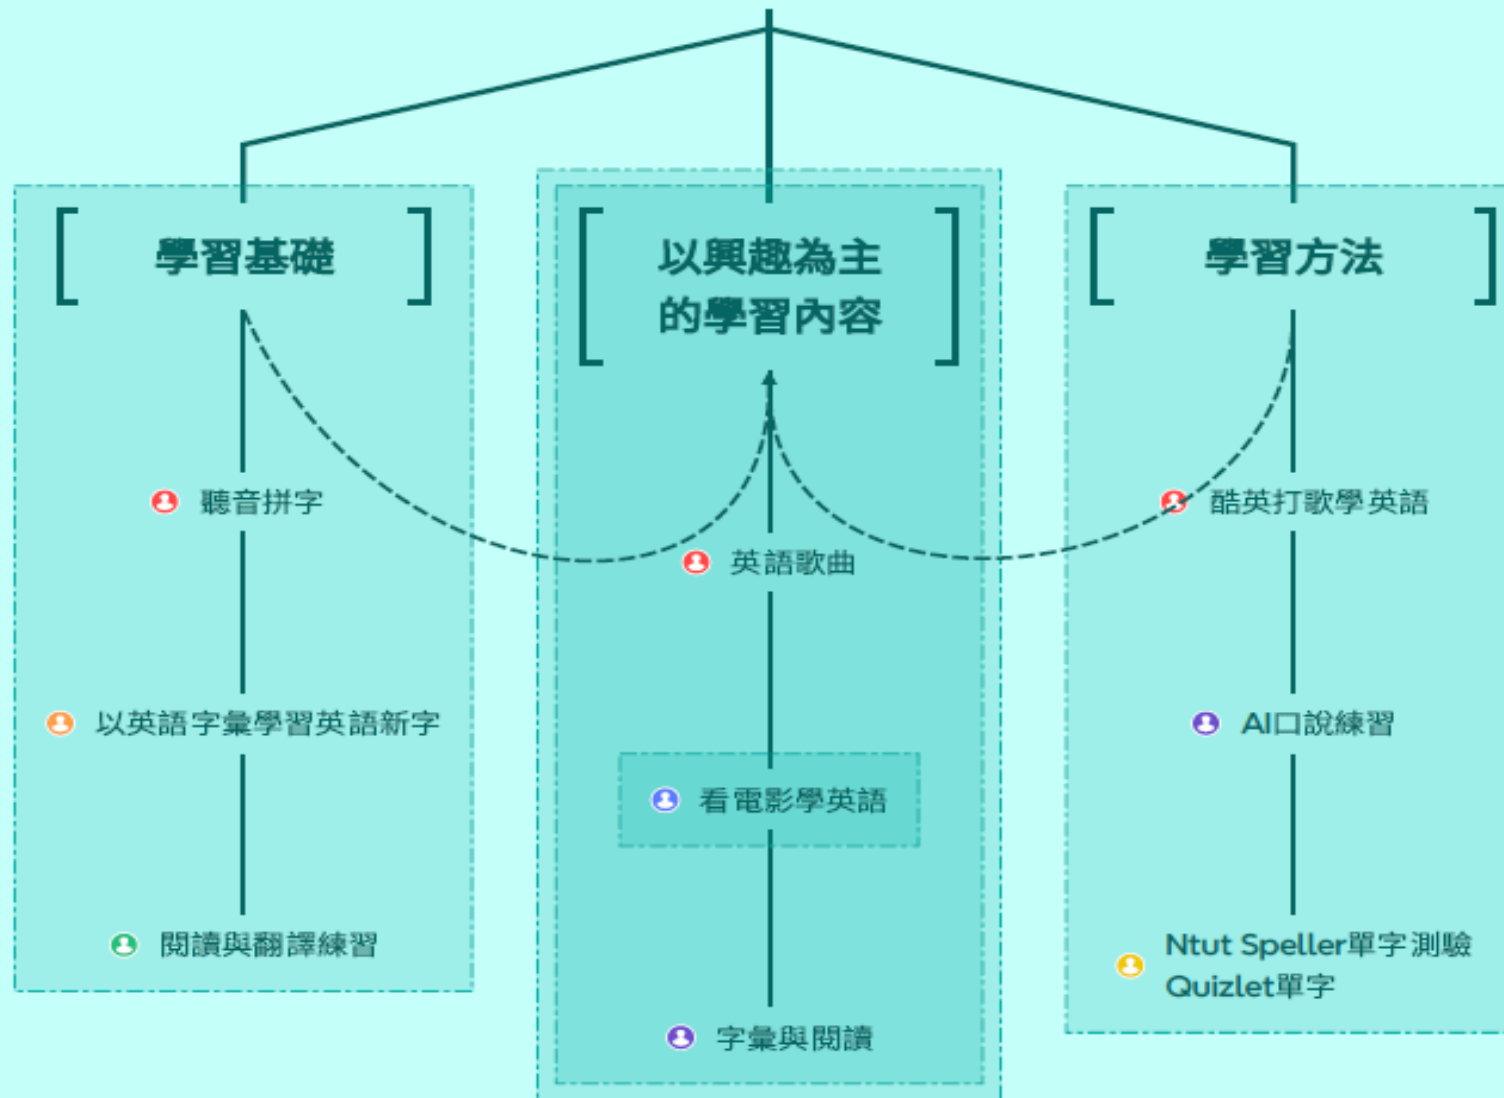 學習基礎
聽音拼字
以英語字彙學習英語新字
閱讀與翻譯練習
以興趣為主
的學習內容
英語歌曲
看電影學英語
字彙與閱讀
學習方法
酷英打歌學英語
AI口說練習
Ntut Speller單字測驗
Quizlet單字